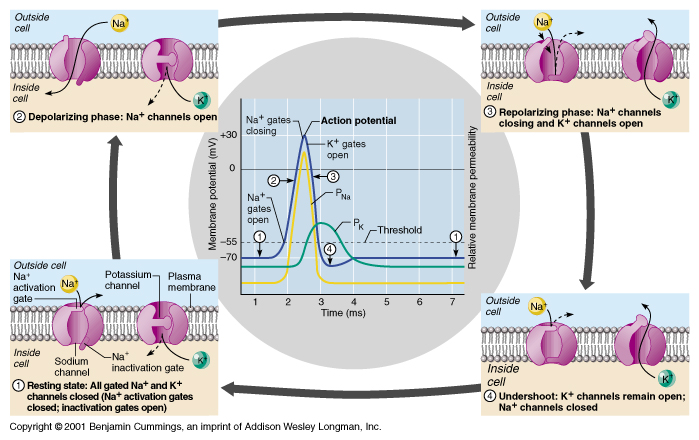 Outside
cell
Na+
Inside
cell
K+
② Depolarizing phase: Na+ channels open
Outside
cell
Na+
Inside
cell
K+
③ Repolarizing phase: Na+ channels
closing and K+ channels open
Na+ gates
closing
Action potential
K+ gates
open
+30
0
−55
−70
Membrane potential (mV)
Relative membrane permeability
②
③
PNa
Na+
gates
open
PK
Threshold
①
④
①
1 2 3 4 5 6 7
Time (ms)
Outside cell
Na+
activation
gate
Na+
Potassium
channel
Plasma
membrane
Inside
cell
Sodium
channel
Na+
inactivation gate
K+
① Resting state: All gated Na+ and K+
channels closed (Na+ activation gates
closed; inactivation gates open)
Outside
cell
Na+
Inside
cell
K+
④ Undershoot: K+ channels remain open;
Na+ channels closed
Copyright © 2001 Benjamin Cummings, an imprint of Addison Wesley Longman, Inc.